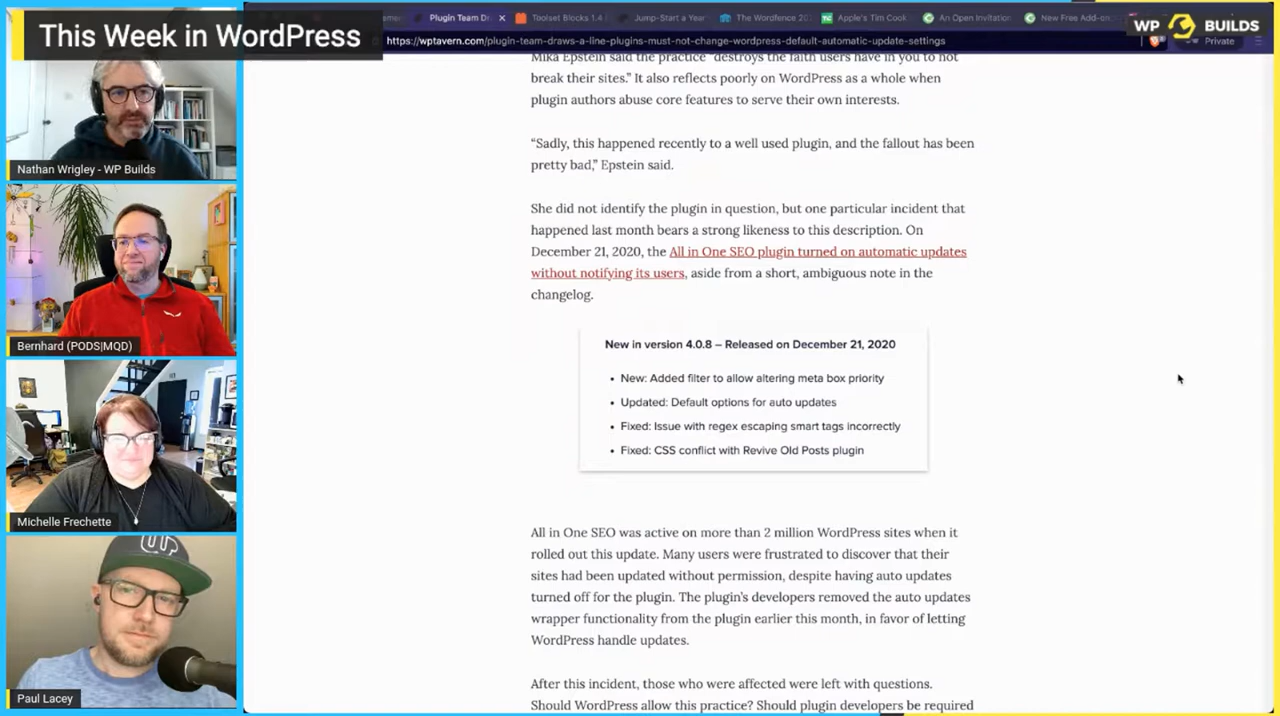 This Week in WordPress
Plugin Team Dr
Toolset Blocks 1.4
Jump-Start a Year
The Wordfence
Apple's Tim Cook
An Open Invitation
New Free Add-on
https://wptavern.com/plugin-team-draws-a-line-plugins-must-not-change-wordpress-default-automatic-update-settings
Private
WP BUILDS
Mika Epstein said the practice “destroys the faith users have in you to not
break their sites.” It also reflects poorly on WordPress as a whole when
plugin authors abuse core features to serve their own interests.
“Sadly, this happened recently to a well used plugin, and the fallout has been
pretty bad,” Epstein said.
She did not identify the plugin in question, but one particular incident that
happened last month bears a strong likeness to this description. On
December 21, 2020, the All in One SEO plugin turned on automatic updates
without notifying its users, aside from a short, ambiguous note in the
changelog.
New in version 4.0.8 – Released on December 21, 2020
• New: Added filter to allow altering meta box priority
• Updated: Default options for auto updates
• Fixed: Issue with regex escaping smart tags incorrectly
• Fixed: CSS conflict with Revive Old Posts plugin
All in One SEO was active on more than 2 million WordPress sites when it
rolled out this update. Many users were frustrated to discover that their
sites had been updated without permission, despite having auto updates
turned off for the plugin. The plugin’s developers removed the auto updates
wrapper functionality from the plugin earlier this month, in favor of letting
WordPress handle updates.
After this incident, those who were affected were left with questions.
Should WordPress allow this practice? Should plugin developers be required
Nathan Wrigley - WP Builds
Bernhard (PODS|MQD)
Michelle Frechette
Paul Lacey